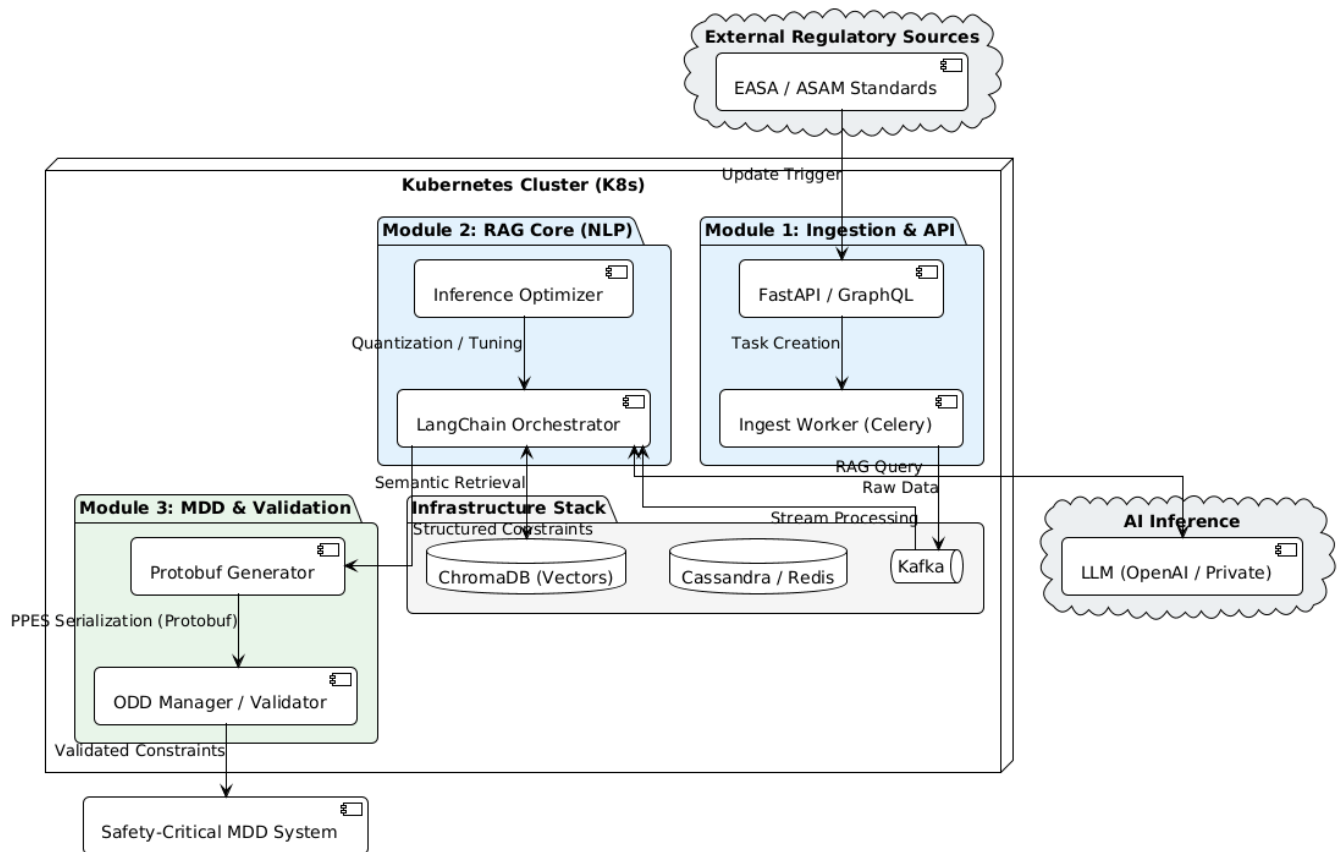 External Regulatory Sources
EASA / ASAM Standards
Update Trigger
Kubernetes Cluster (K8s)
Module 2: RAG Core (NLP)
Module 1: Ingestion & API
Inference Optimizer
FastAPI / GraphQL
Quantization / Tuning
Task Creation
LangChain Orchestrator
Ingest Worker (Celery)
RAG Query
Semantic Retrieval
Raw Data
Module 3: MDD & Validation
Infrastructure Stack
Stream Processing
AI Inference
Structured Constraints
Protobuf Generator
ChromaDB (Vectors)
Cassandra / Redis
Kafka
LLM (OpenAI / Private)
PPES Serialization (Protobuf)
ODD Manager / Validator
Validated Constraints
Safety-Critical MDD System